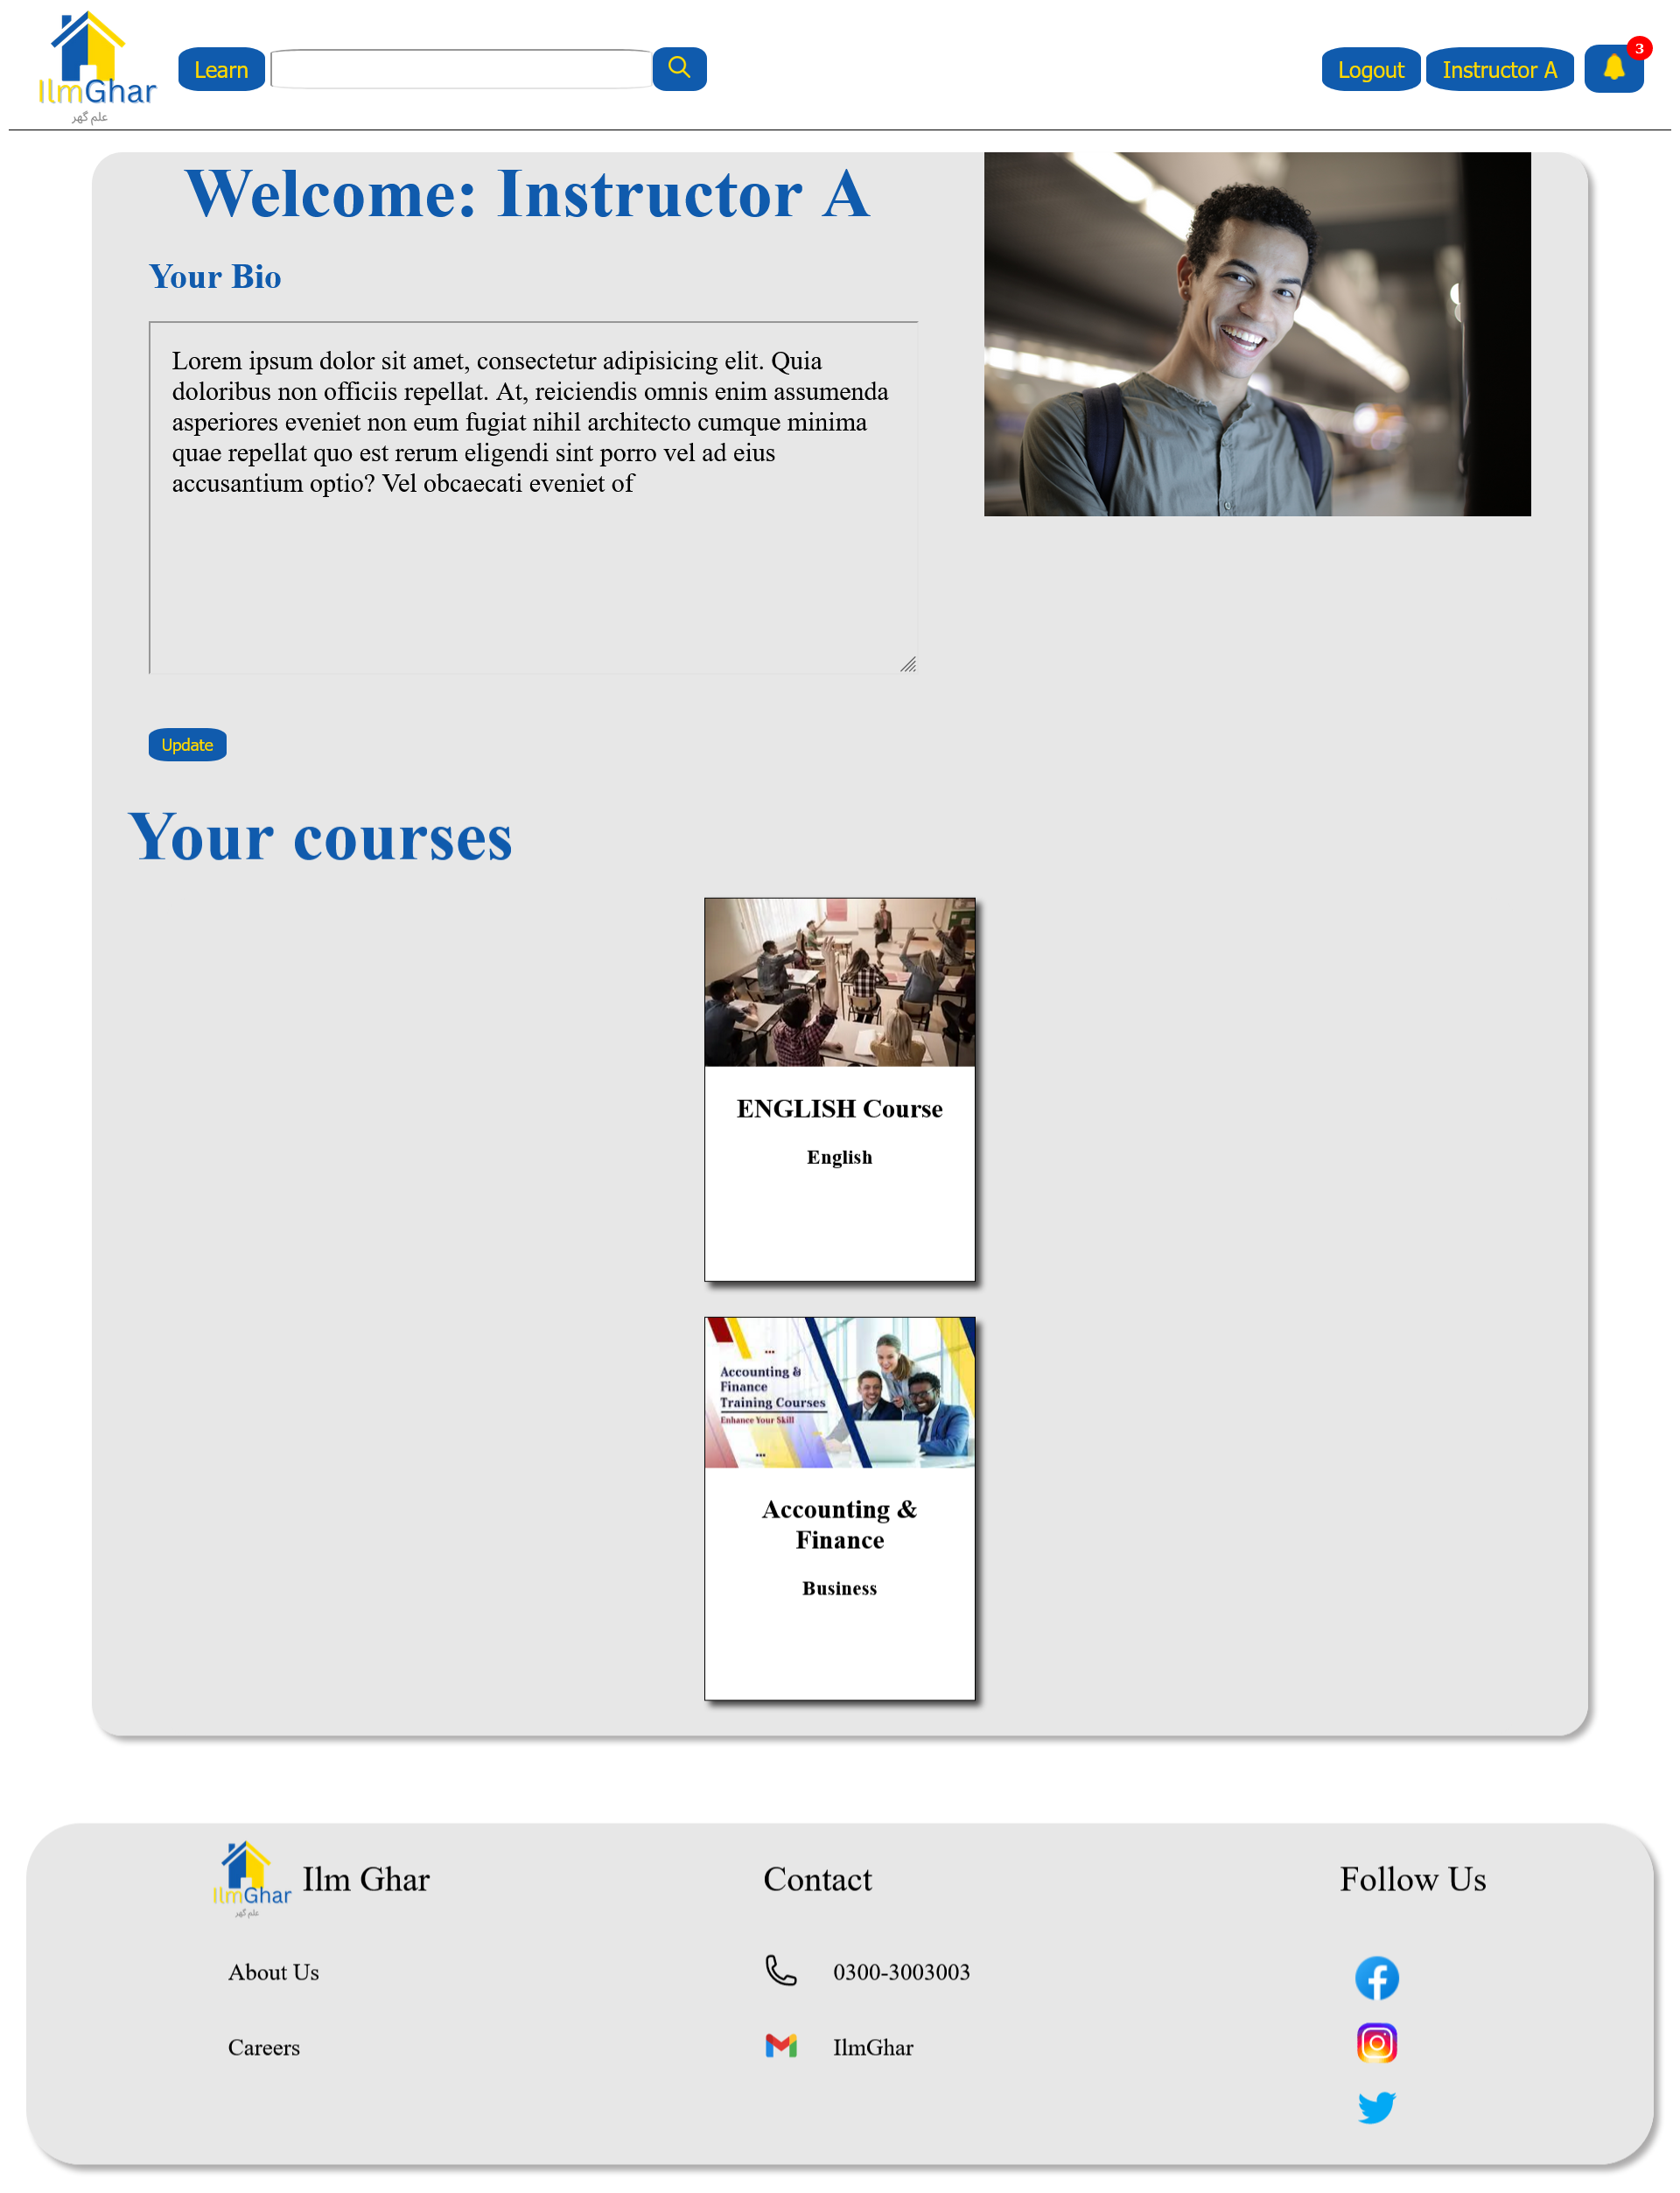 IlmGhar
علم گھر
Learn
Logout
Instructor A
3
Welcome: Instructor A
Your Bio
Lorem ipsum dolor sit amet, consectetur adipisicing elit. Quia
doloribus non officiis repellat. At, reiciendis omnis enim assumenda
asperiores eveniet non eum fugiat nihil architecto cumque minima
quae repellat quo est rerum eligendi sint porro vel ad eius
accusantium optio? Vel obcaecati eveniet of
Update
Your courses
ENGLISH Course
English
Accounting &
Finance
Training Courses
Enhance Your Skill
Accounting &
Finance
Business
IlmGhar
علم گھر
Ilm Ghar
About Us
Careers
Contact
0300-3003003
IlmGhar
Follow Us